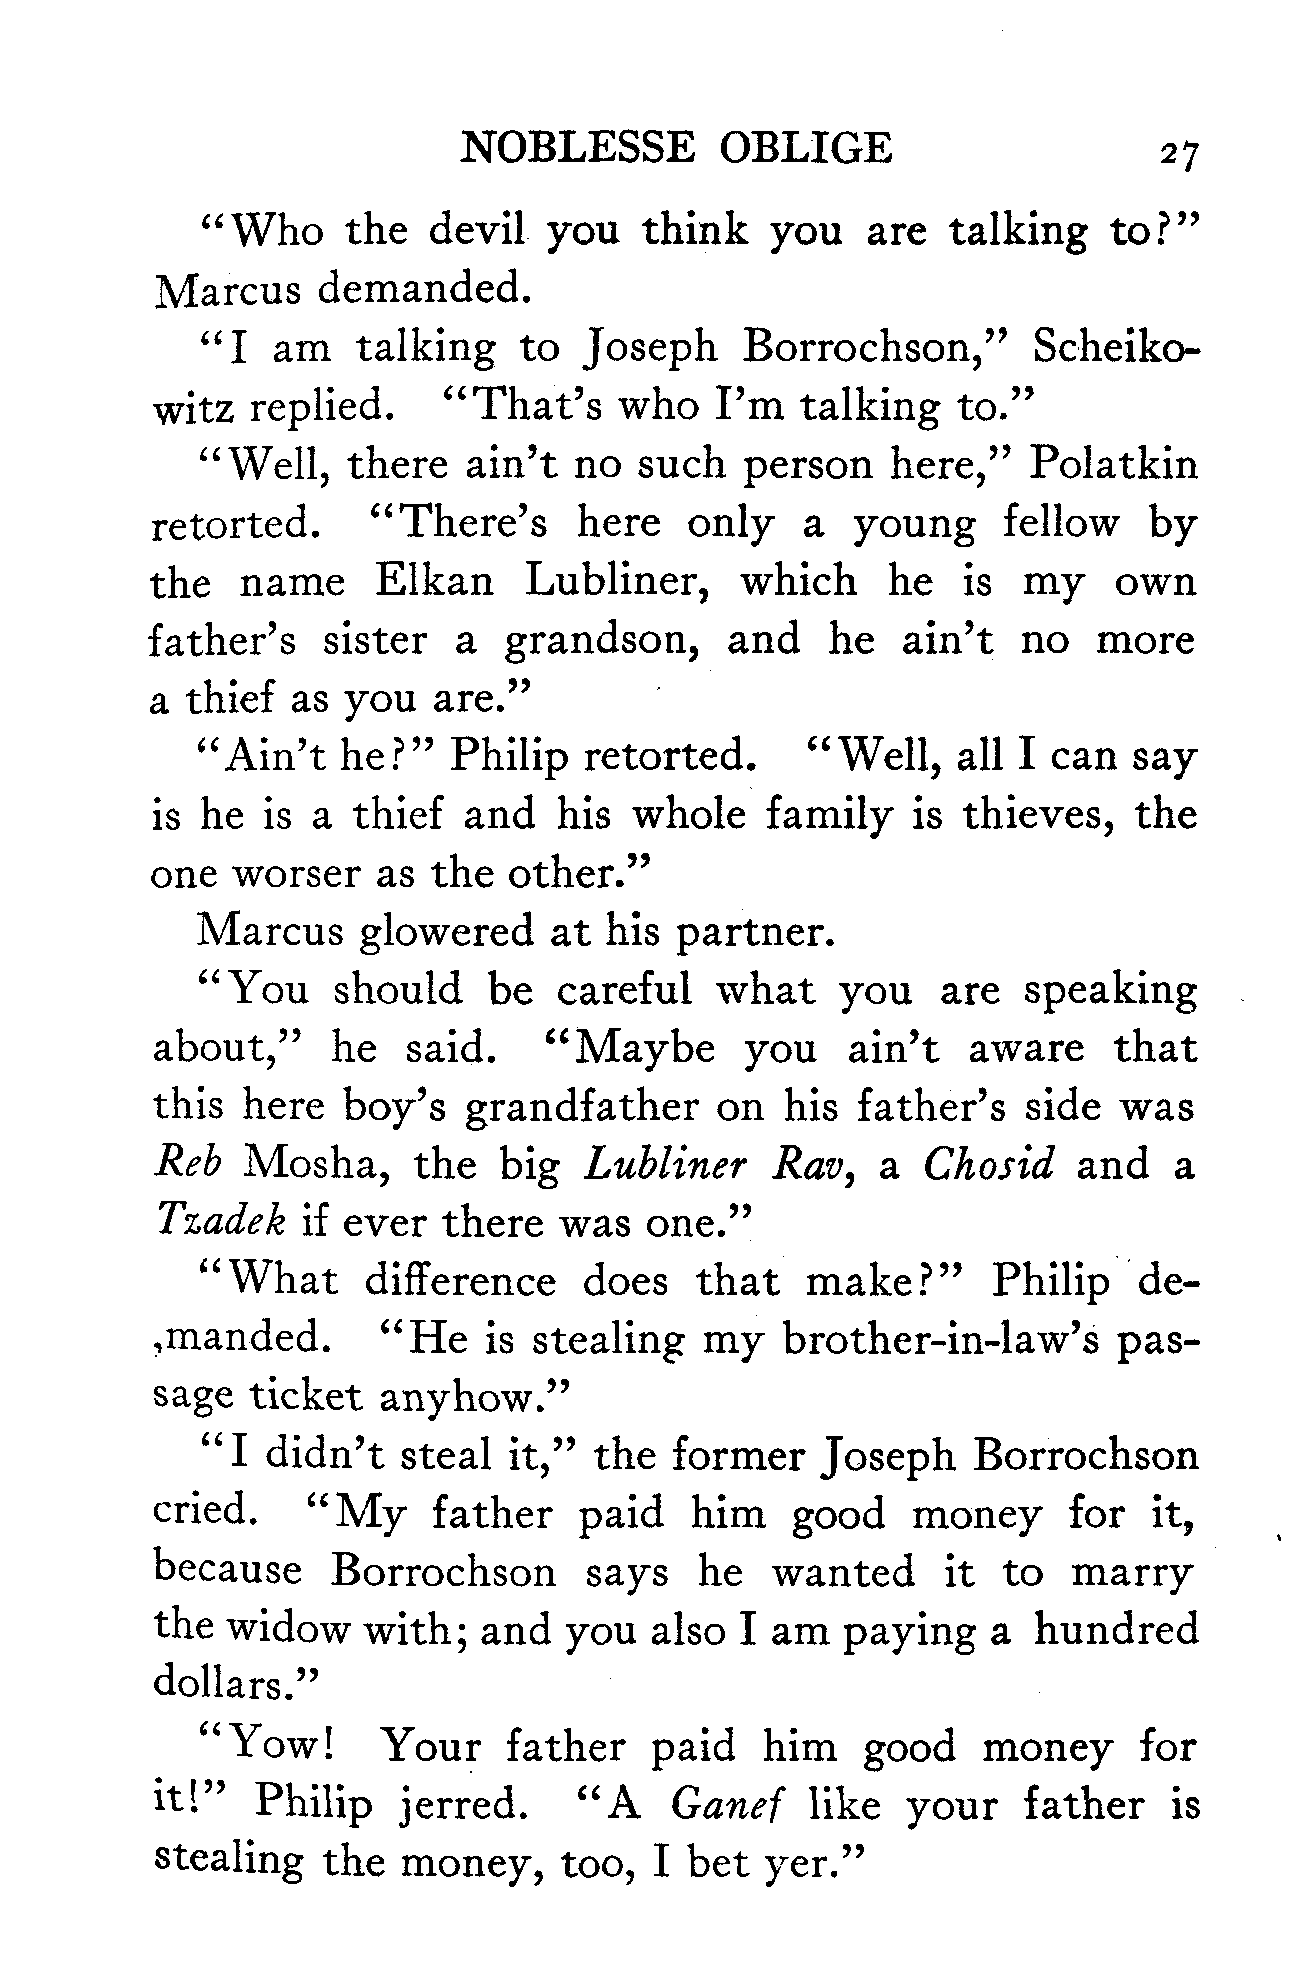 NOBLESSE OBLIGE 27
"Who the devil you think you are talking to?"
Marcus demanded.
"I am talking to Joseph Borrochson," Scheiko-
witz replied. "That's who I'm talking to."
"Well, there ain't no such person here," Polatkin
retorted. "There's here only a young fellow by
the name Elkan Lubliner, which he is my own
father's sister a grandson, and he ain't no more
a thief as you are."
"Ain't he?" Philip retorted. "Well, all I can say
is he is a thief and his whole family is thieves, the
one worser as the other."
Marcus glowered at his partner.
"You should be careful what you are speaking
about," he said. "Maybe you ain't aware that
this here boy's grandfather on his father's side was
Reb Mosha, the big Lubliner Rav, a Chosid and a
Tzadek if ever there was one."
"What difference does that make?" Philip de-
manded. "He is stealing my brother-in-law's pas-
sage ticket anyhow."
"I didn't steal it," the former Joseph Borrochson
cried. "My father paid him good money for it,
because Borrochson says he wanted it to marry
the widow with; and you also I am paying a hundred
dollars."
"Yow! Your father paid him good money for
it!" Philip jerred. "A Ganef like your father is
stealing the money, too, I bet yer."